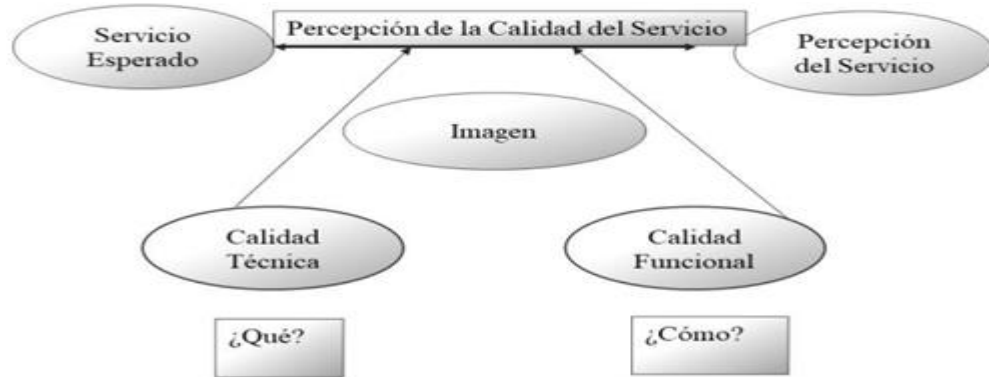 Servicio
Esperado
Percepción de la Calidad del Servicio
Percepción
del Servicio
Imagen
Calidad
Técnica
Calidad
Funcional
¿Qué?
¿Cómo?